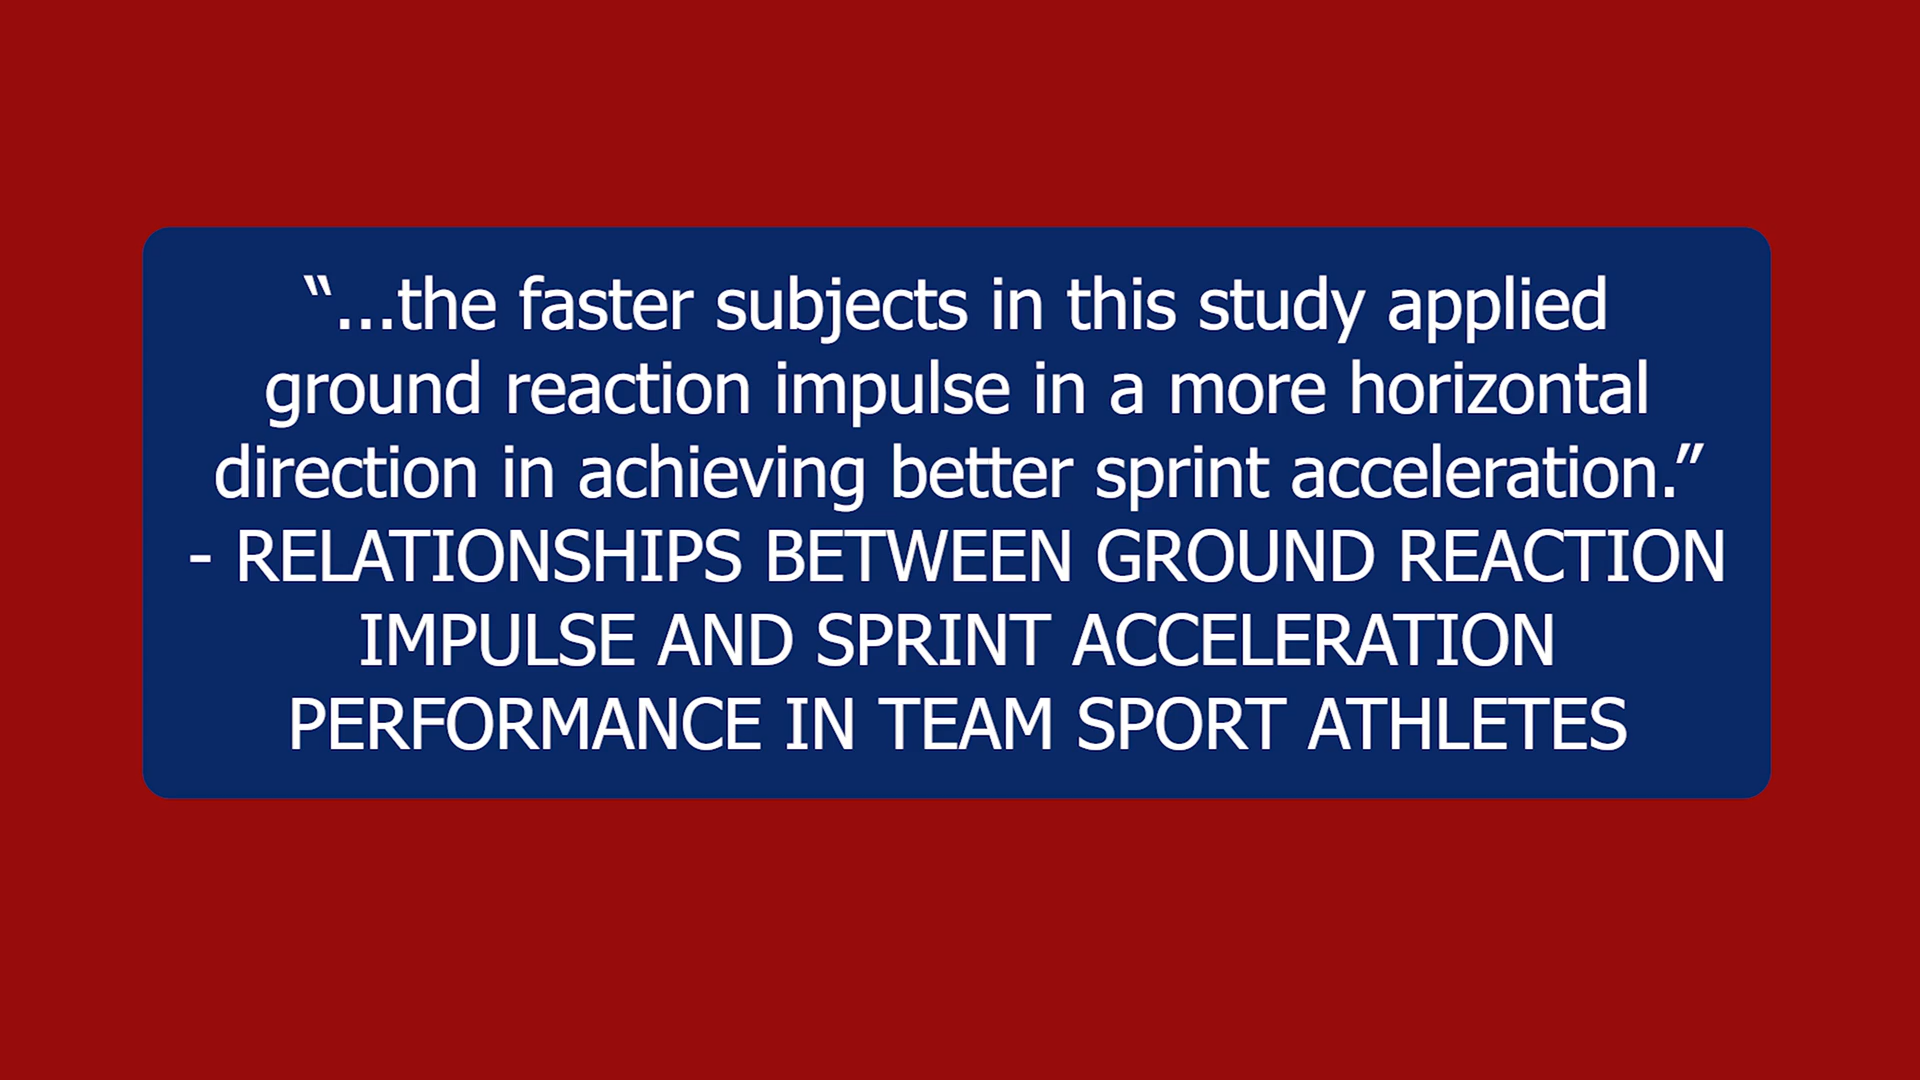 “...the faster subjects in this study applied
ground reaction impulse in a more horizontal
direction in achieving better sprint acceleration.”
- RELATIONSHIPS BETWEEN GROUND REACTION
IMPULSE AND SPRINT ACCELERATION
PERFORMANCE IN TEAM SPORT ATHLETES